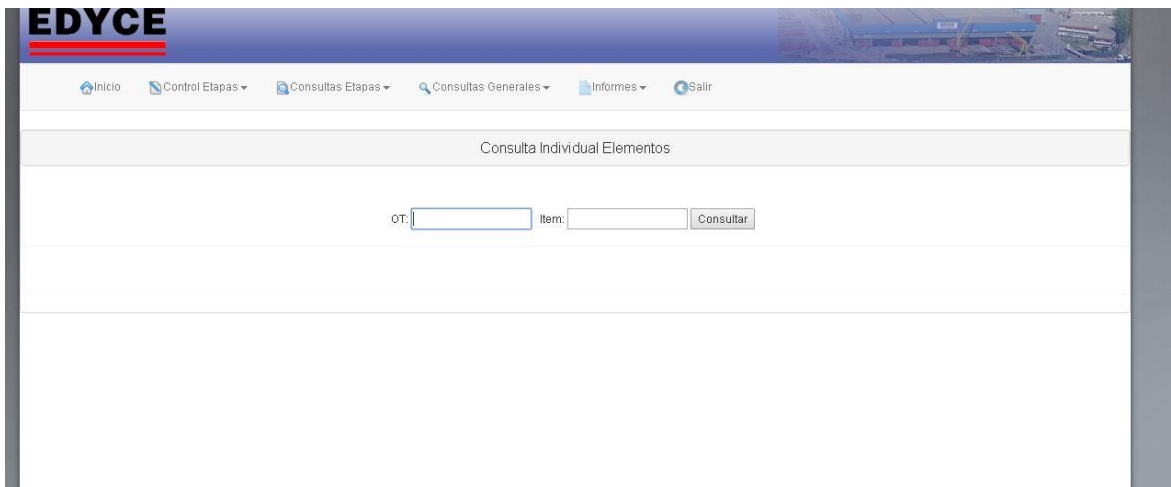 EDYCE
Inicio Control Etapas Consultas Etapas Consultas Generales Informes Salir
Consulta Individual Elementos
OT: Item: Consultar